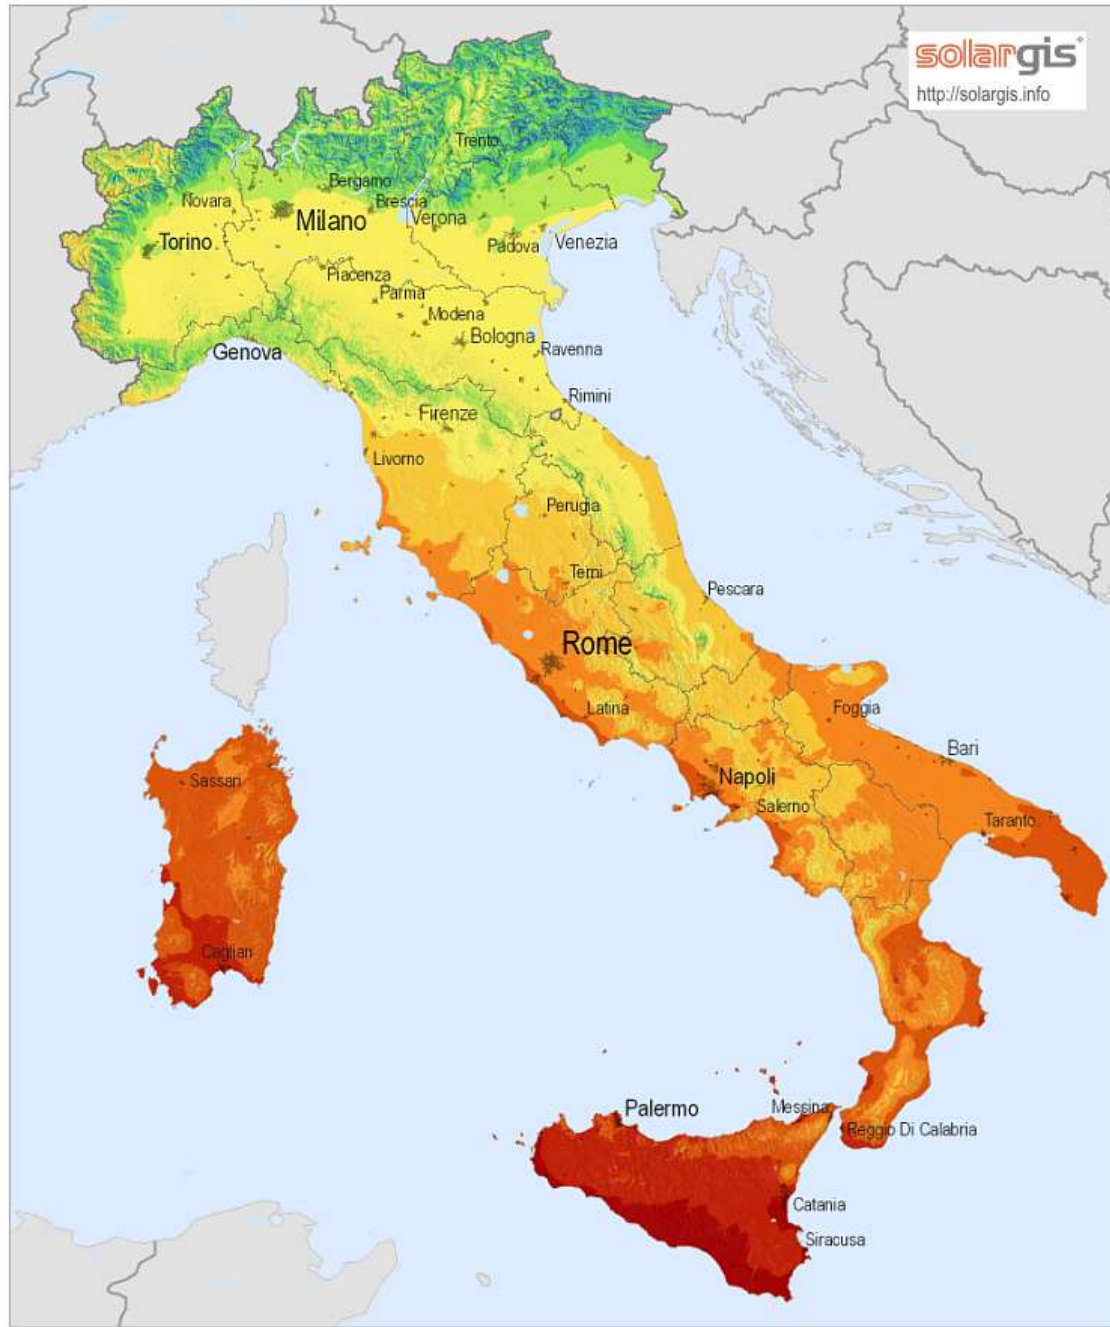 solargis
http://solargis.info
Trento
Bergamo
Novara
Brescia
Milano
Verona
Torino
Padova
Venezia
Piacenza
Parma
Modena
Bologna
Genova
Ravenna
Rimini
Firenze
Livorno
Perugia
Terni
Pescara
Rome
Latina
Foggia
Bari
Napoli
Sassari
Salerno
Taranto
Cagliari
Palermo
Messina
Reggio Di Calabria
Catania
Siracusa